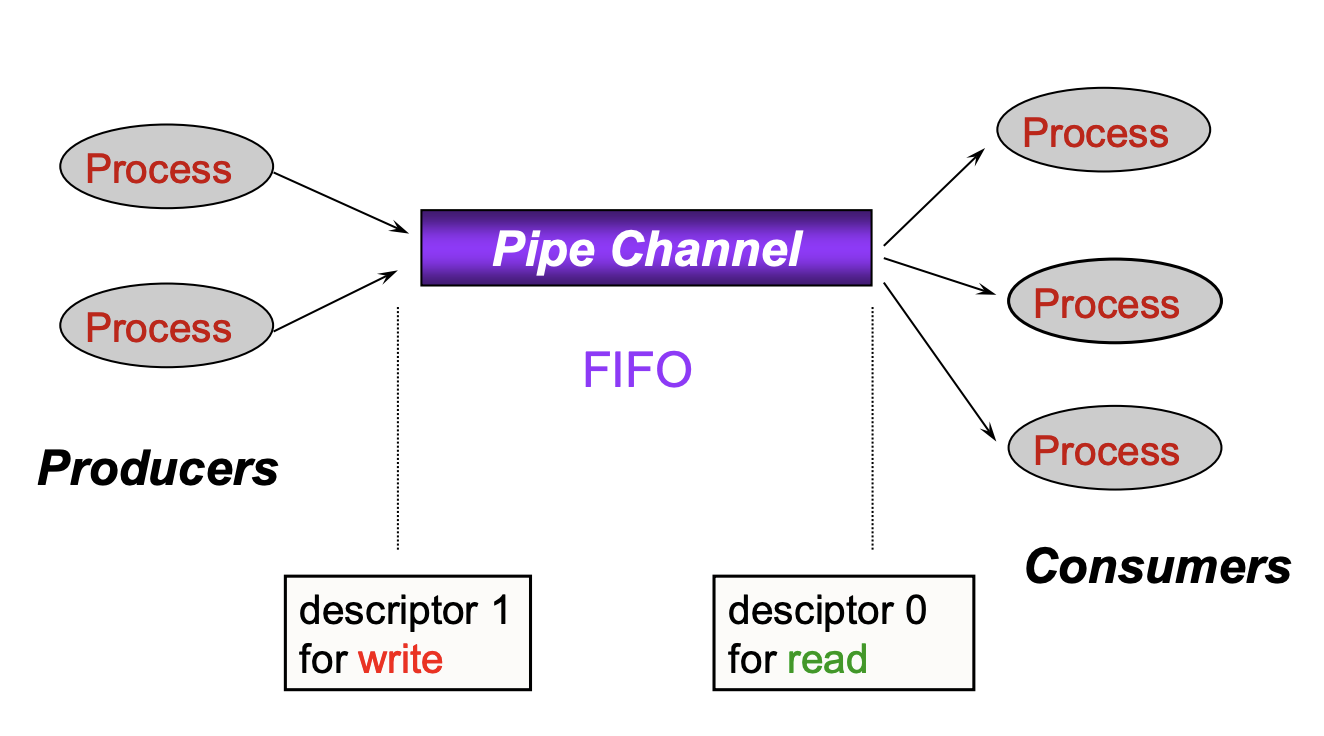 Process
Process
Process
Pipe Channel
Process
Process
FIFO
Producers
Consumers
descriptor 1
for write
desciptor 0
for read